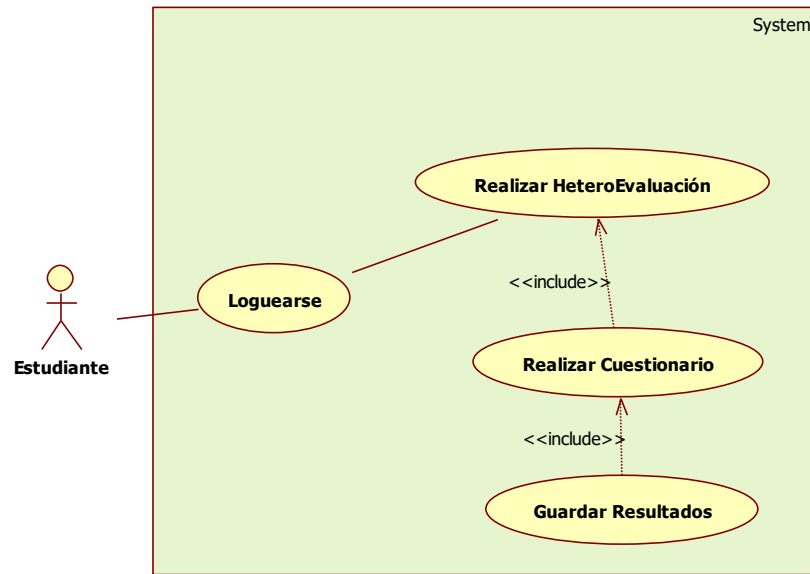 System
Realizar HeteroEvaluación
<<include>>
Loguearse
Estudiante
Realizar Cuestionario
<<include>>
Guardar Resultados